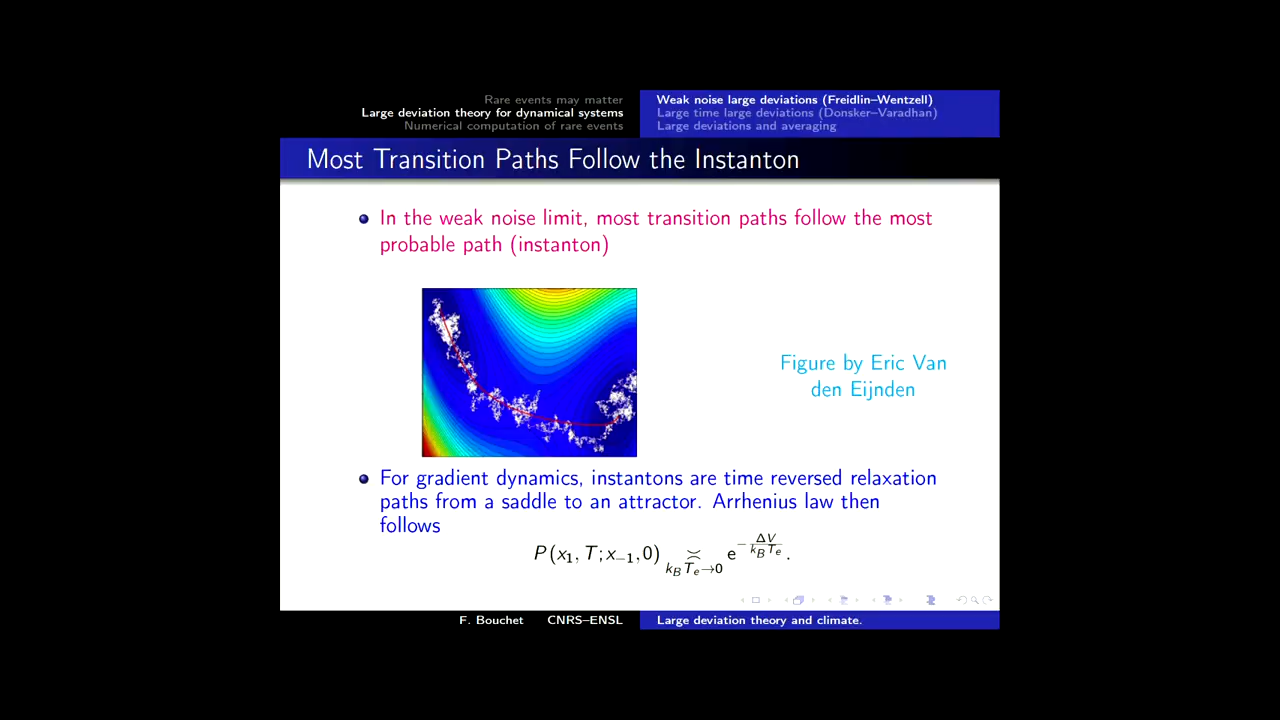 Rare events may matter
Large deviation theory for dynamical systems
Numerical computation of rare events
Weak noise large deviations (Freidlin–Wentzell)
Large time large deviations (Donsker–Varadhan)
Large deviations and averaging
Most Transition Paths Follow the Instanton
In the weak noise limit, most transition paths follow the most
probable path (instanton)
Figure by Eric Van
den Eijnden
For gradient dynamics, instantons are time reversed relaxation
paths from a saddle to an attractor. Arrhenius law then
follows
P(x₁, T; x₋₁, 0) ≍_{k_B T_e→0} e^{−ΔV/(k_B T_e)}.
F. Bouchet CNRS–ENSL
Large deviation theory and climate.